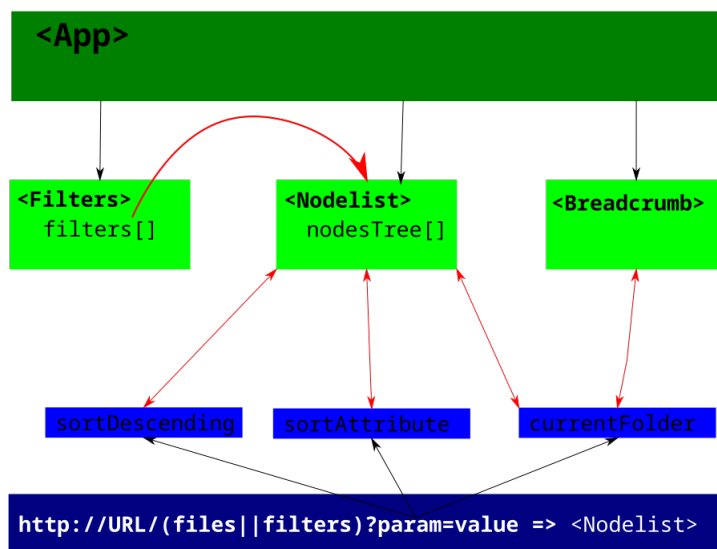 <App>
<Filters>
filters[]
<Nodelist>
nodesTree[]
<Breadcrumb>
sortDescending
sortAttribute
currentFolder
http://URL/(files||filters)?param=value => <Nodelist>